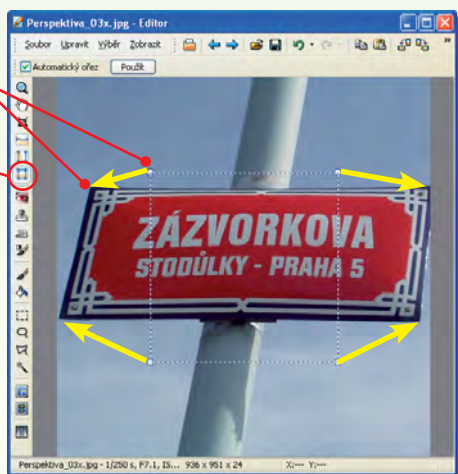 Perspektiva_03x.jpg - Editor
Soubor Upravit Výběr Zobrazit
Automatický ořez Použít
ZÁZVORKOVA
STODŮLKY - PRAHA 5
Perspektiva_03x.jpg - 1/250 s, F7.1, IS... 936 x 951 x 24 X:--- Y:---